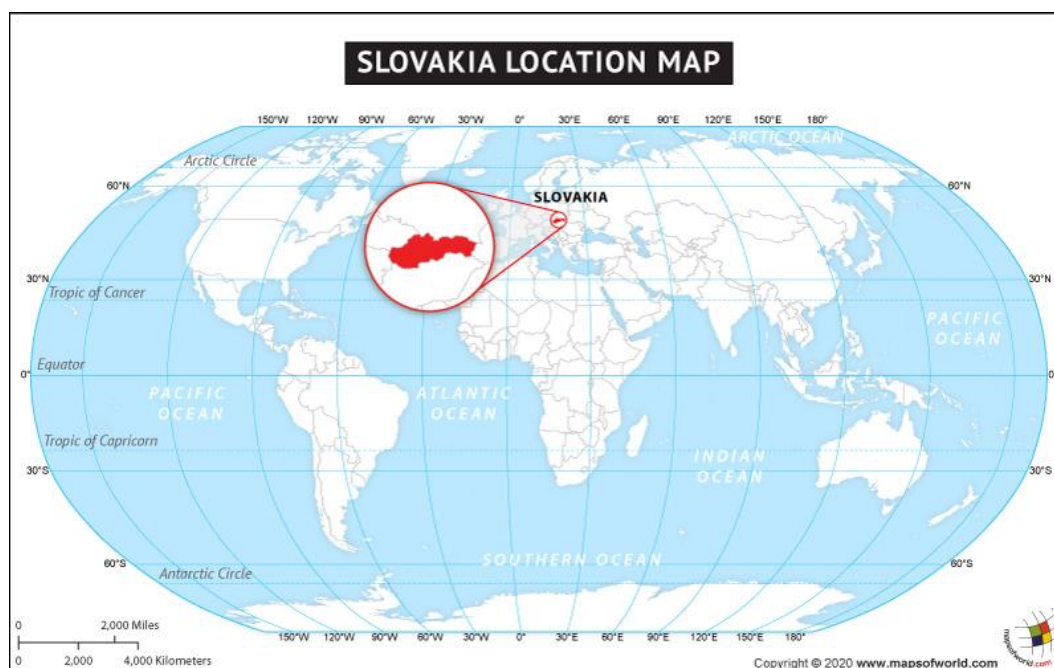 SLOVAKIA LOCATION MAP
150°W 120°W 90°W 60°W 30°W 0° 30°E 60°E 90°E 120°E 150°E 180°
ARCTIC OCEAN
Arctic Circle
60°N 60°N
SLOVAKIA
30°N 30°N
Tropic of Cancer
PACIFIC
OCEAN
Equator
0° 0°
PACIFIC
OCEAN
ATLANTIC
OCEAN
Tropic of Capricorn
INDIAN
OCEAN
30°S 30°S
SOUTHERN OCEAN
60°S 60°S
Antarctic Circle
150°W 120°W 90°W 60°W 30°W 0° 30°E 60°E 90°E 120°E 150°E 180°
0 2,000 Miles
0 2,000 4,000 Kilometers
mapsofworld.com
Copyright © 2020 www.mapsofworld.com